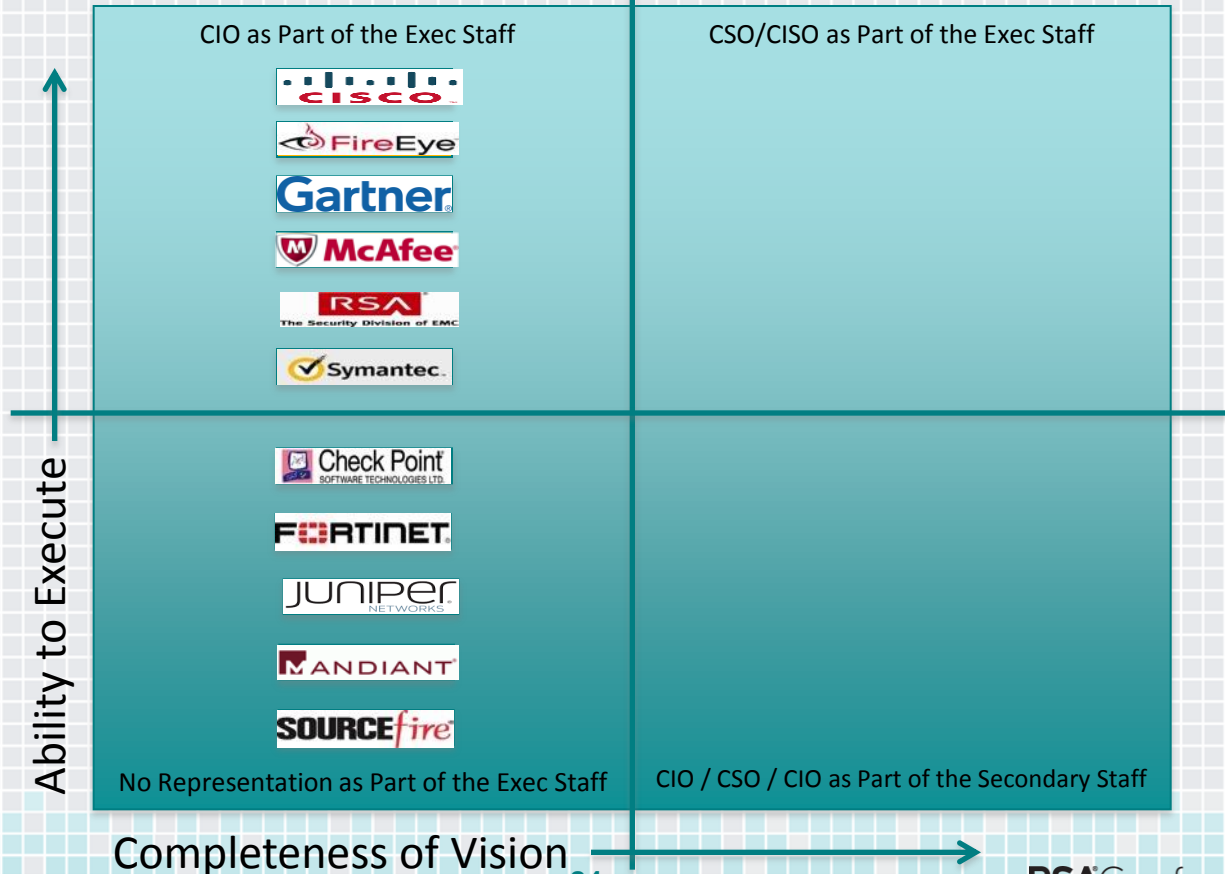 CIO as Part of the Exec Staff
CSO/CISO as Part of the Exec Staff
CISCO
FireEye
Gartner®
McAfee
RSA
The Security Division of EMC
Symantec.
Check Point
SOFTWARE TECHNOLOGIES LTD.
FORTINET
JUNIPEr
NETWORKS
MANDIANT
SOURCEfire
No Representation as Part of the Exec Staff
CIO / CSO / CIO as Part of the Secondary Staff
Ability to Execute
Completeness of Vision